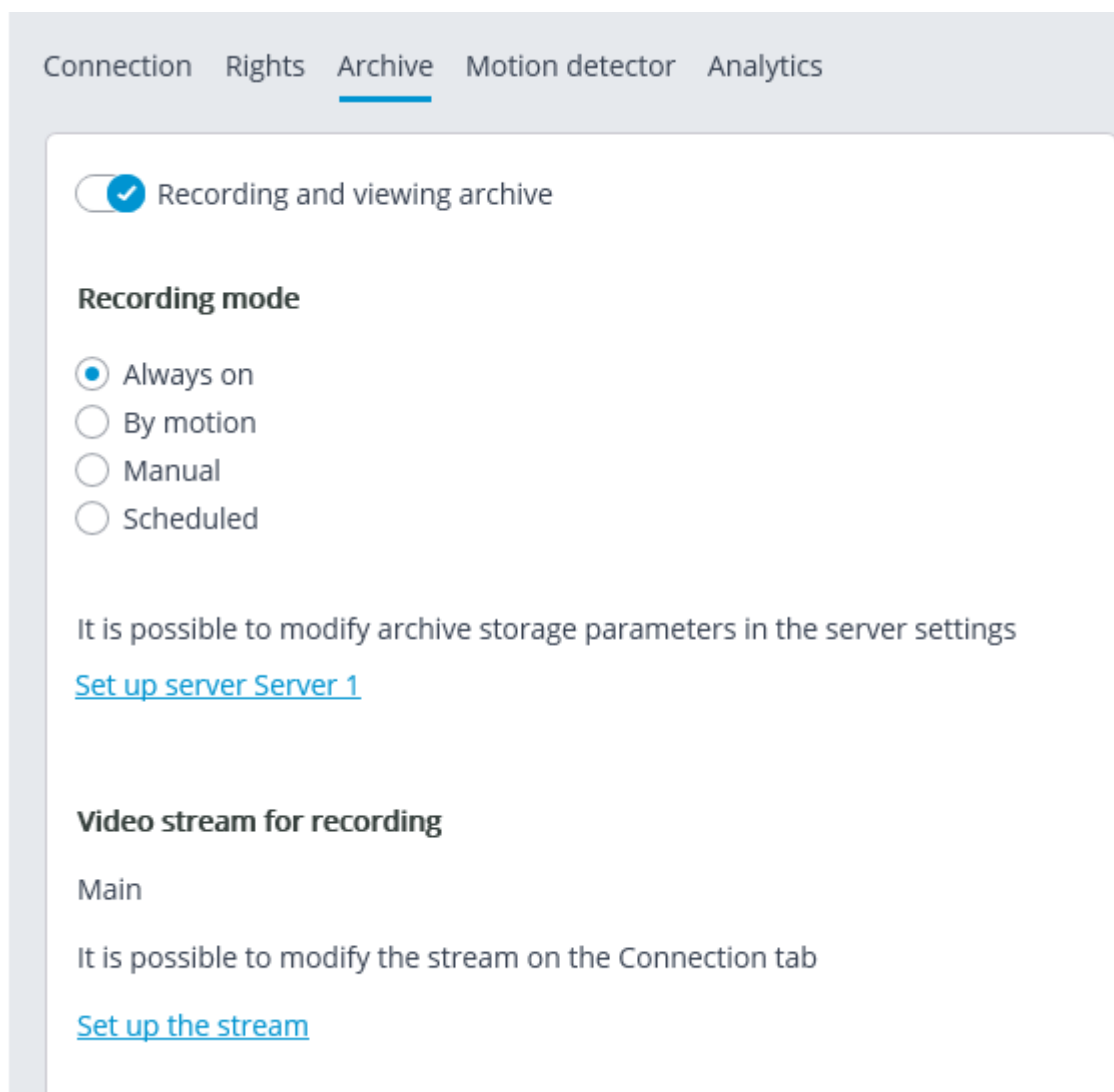 Connection Rights Archive Motion detector Analytics
Recording and viewing archive
Recording mode
Always on
By motion
Manual
Scheduled
It is possible to modify archive storage parameters in the server settings
Set up server Server 1
Video stream for recording
Main
It is possible to modify the stream on the Connection tab
Set up the stream